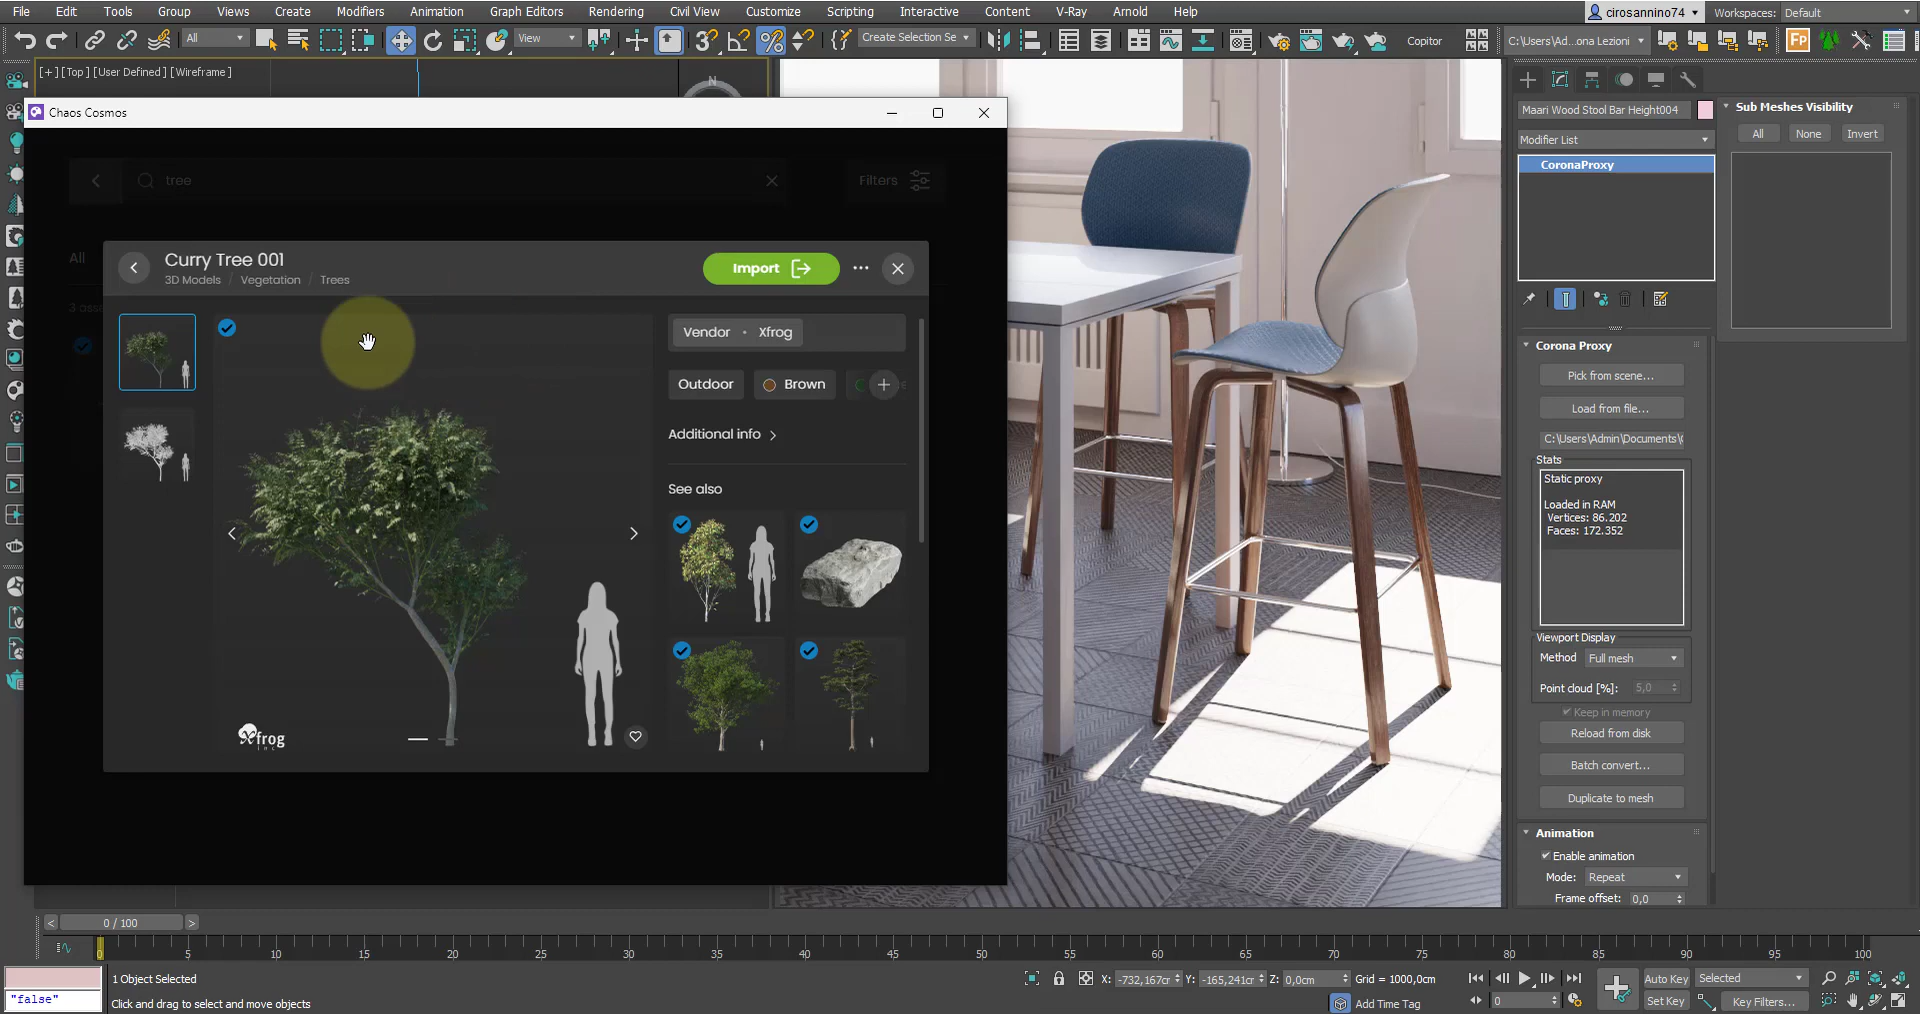 File Edit Tools Group Views Create Modifiers Animation Graph Editors Rendering Civil View Customize Scripting Interactive Content V-Ray Arnold Help cirosannino74 Workspaces: Default
All View Create Selection Se Copitor C:\Users\Ad...ona Lezioni
[+] [Top] [User Defined] [Wireframe]
N
Chaos Cosmos
tree
Filters
All
Curry Tree 001
3D Models / Vegetation / Trees
Import
Vendor • Xfrog
Outdoor Brown
Additional info
See also
xfrog
inc
Maari Wood Stool Bar Height004
Modifier List
CoronaProxy
Sub Meshes Visibility
All None Invert
Corona Proxy
Pick from scene...
Load from file...
C:\Users\Admin\Documents\
Stats
Static proxy
Loaded in RAM
Vertices: 86.202
Faces: 172.352
Viewport Display
Method Full mesh
Point cloud [%]: 5,0
Keep in memory
Reload from disk
Batch convert...
Duplicate to mesh
Animation
Enable animation
Mode: Repeat
Frame offset: 0,0
0 / 100
0 5 10 15 20 25 30 35 40 45 50 55 60 65 70 75 80 85 90 95 100
1 Object Selected
X: -732,167cr Y: -165,241cr Z: 0,0cm Grid = 1000,0cm
Auto Key Selected
"false"
Click and drag to select and move objects
Add Time Tag
0
Set Key Key Filters...